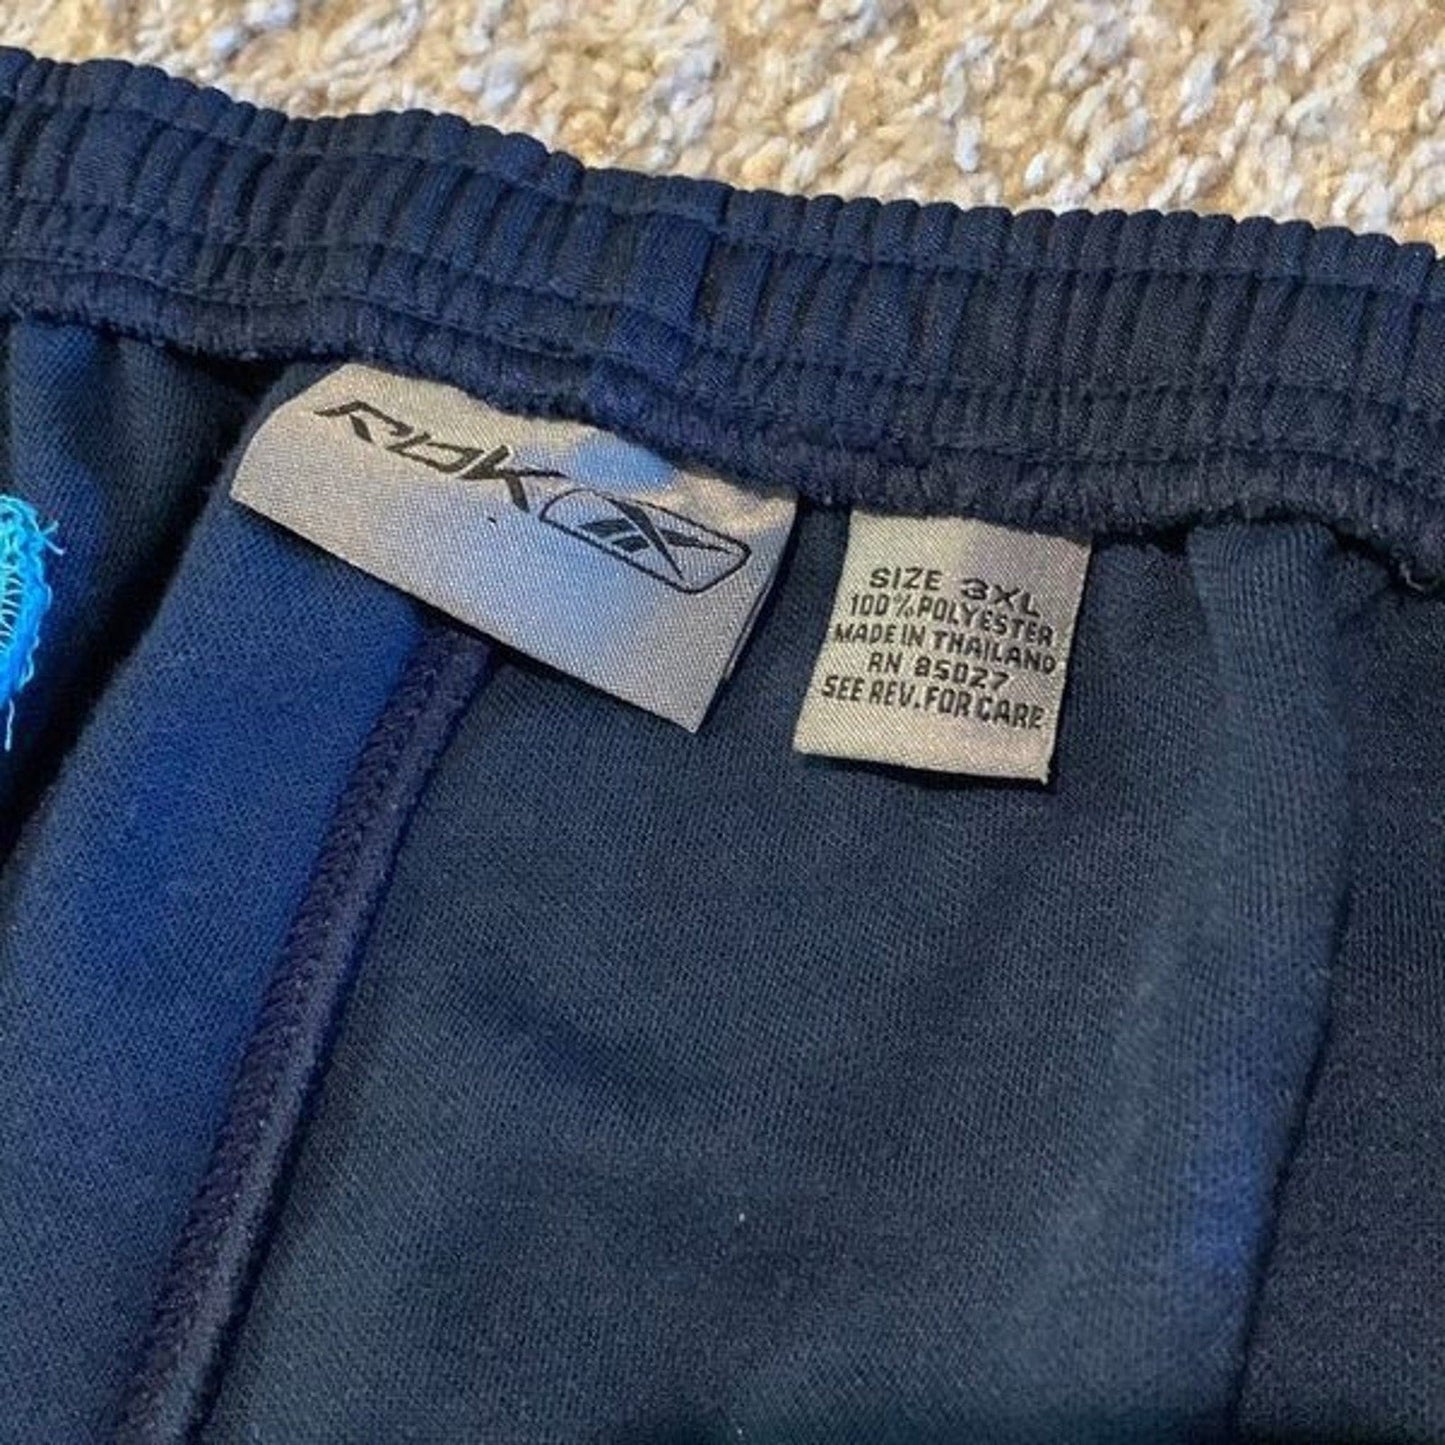 RBK
SIZE 3XL
100% POLYESTER
MADE IN THAILAND
RN 85027
SEE REV. FOR CARE